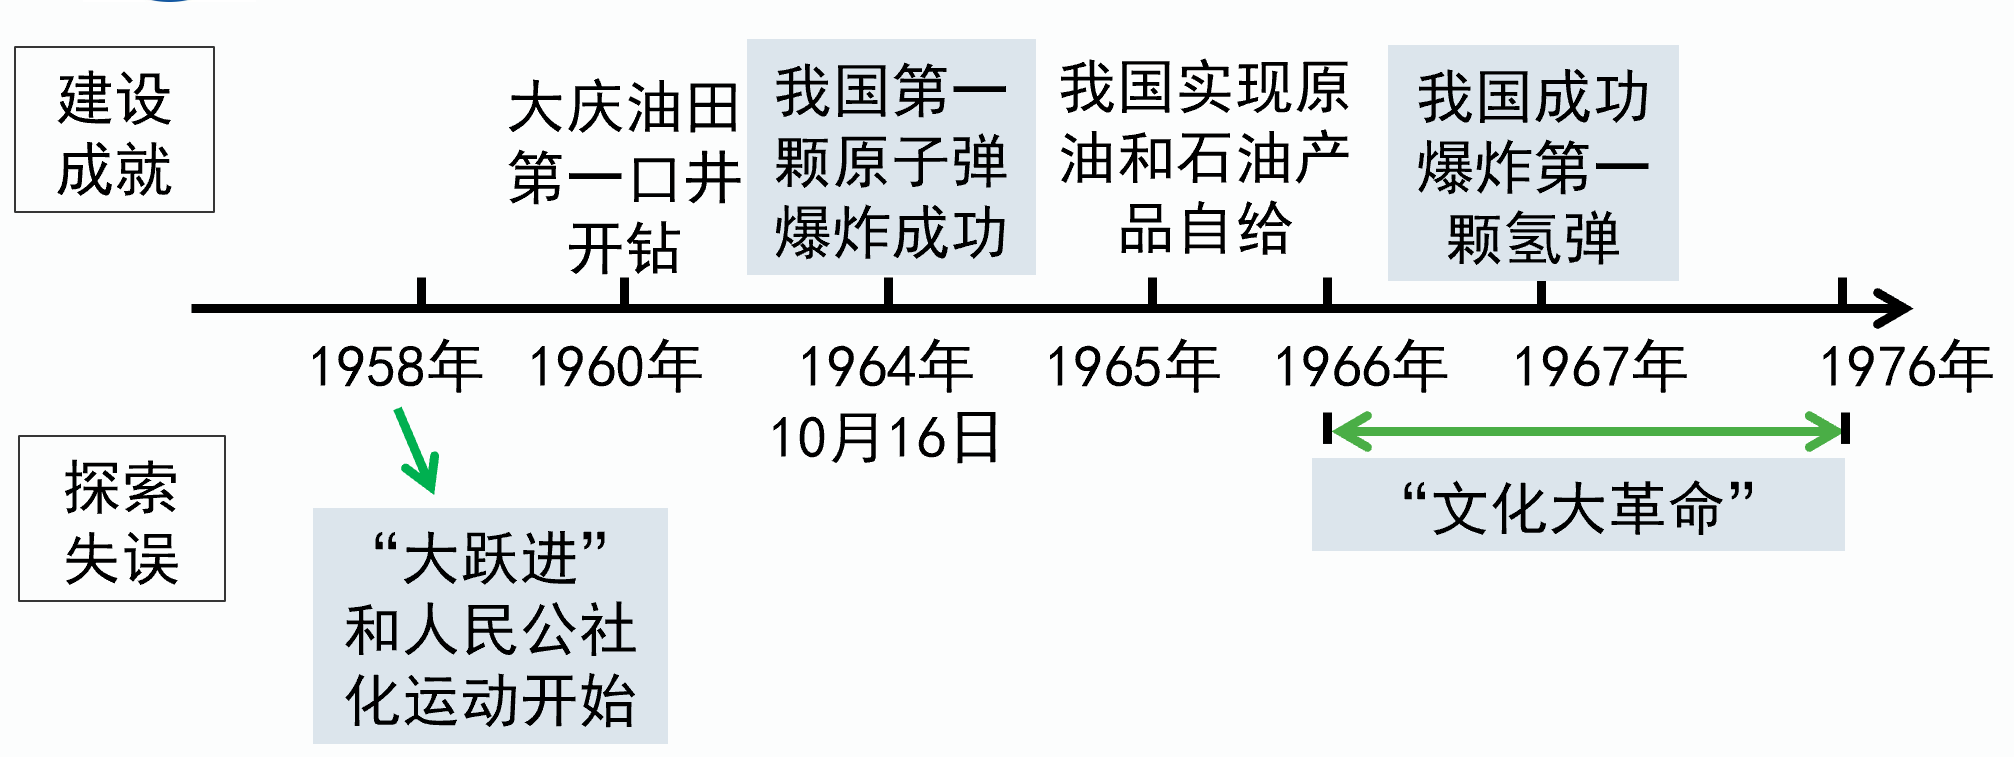 建设
成就
大庆油田
第一口井
开钻
我国第一
颗原子弹
爆炸成功
我国实现原
油和石油产
品自给
我国成功
爆炸第一
颗氢弹
1958年
1960年
1964年
10月16日
1965年
1966年
1967年
1976年
探索
失误
“大跃进”
和人民公社
化运动开始
“文化大革命”